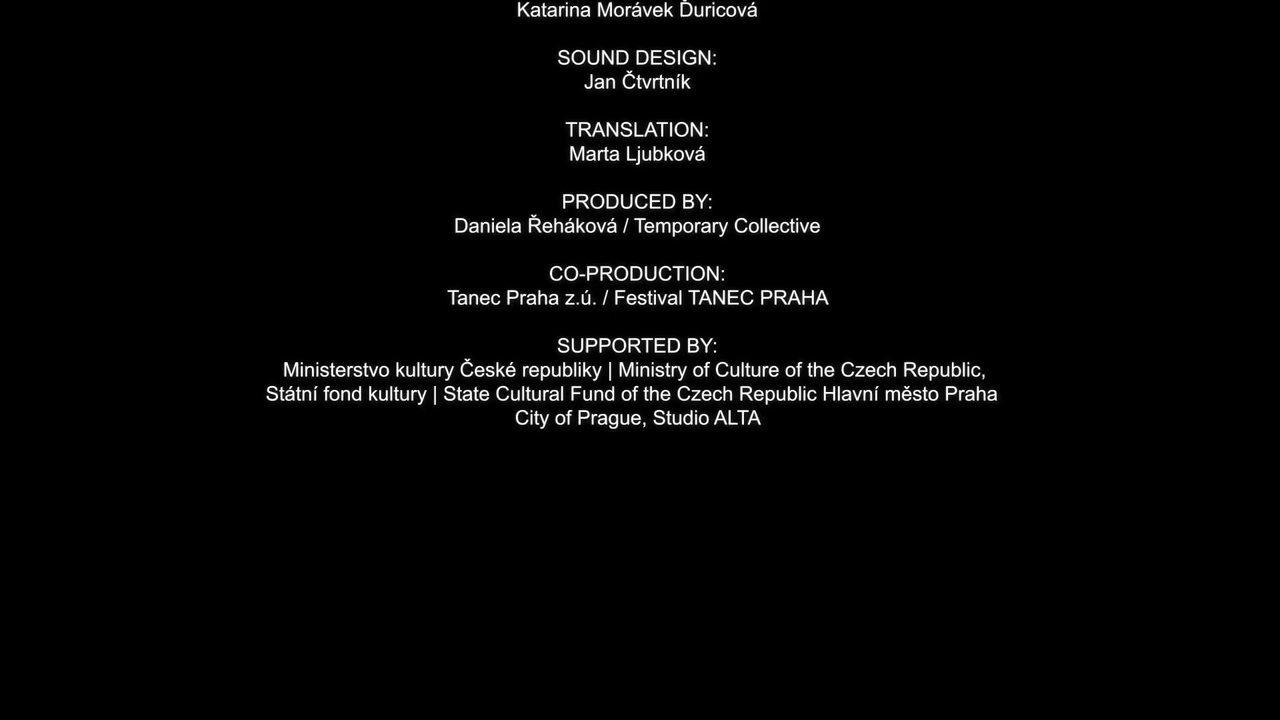 Katarina Morávek Ďuricová
SOUND DESIGN:
Jan Čtvrtník
TRANSLATION:
Marta Ljubková
PRODUCED BY:
Daniela Řeháková / Temporary Collective
CO-PRODUCTION:
Tanec Praha z.ú. / Festival TANEC PRAHA
SUPPORTED BY:
Ministerstvo kultury České republiky | Ministry of Culture of the Czech Republic,
Státní fond kultury | State Cultural Fund of the Czech Republic Hlavní město Praha
City of Prague, Studio ALTA